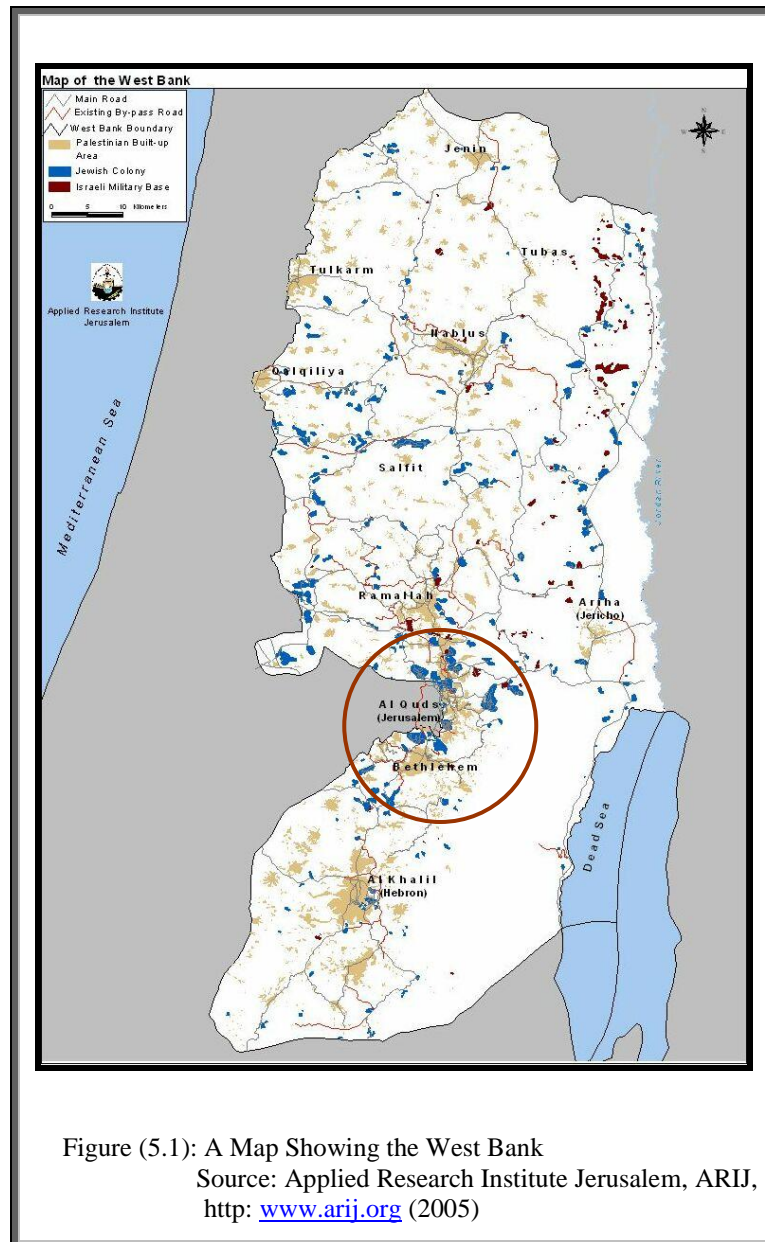 Map of the West Bank
Main Road
Existing By-pass Road
West Bank Boundary
Palestinian Built-up
Area
Jewish Colony
Israeli Military Base
0 5 10 Kilometers
Applied Research Institute
Jerusalem
Mediterranean Sea
N
W E
S
Jenin
Tubas
Tulkarm
Nablus
Qalqiliya
Salfit
Jordan River
Ramallah
Ariha
(Jericho)
Al Quds
(Jerusalem)
Bethlehem
Dead Sea
Al Khalil
(Hebron)
Figure (5.1): A Map Showing the West Bank
Source: Applied Research Institute Jerusalem, ARIJ,
http: www.arij.org (2005)